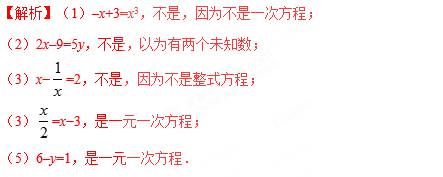 【解析】(1)–x+3=x³,不是,因为不是一次方程;
(2)2x–9=5y,不是,以为有两个未知数;
(3)x−1/x=2,不是,因为不是整式方程;
(3)x/2=x−3,是一元一次方程;
(5)6–y=1,是一元一次方程.